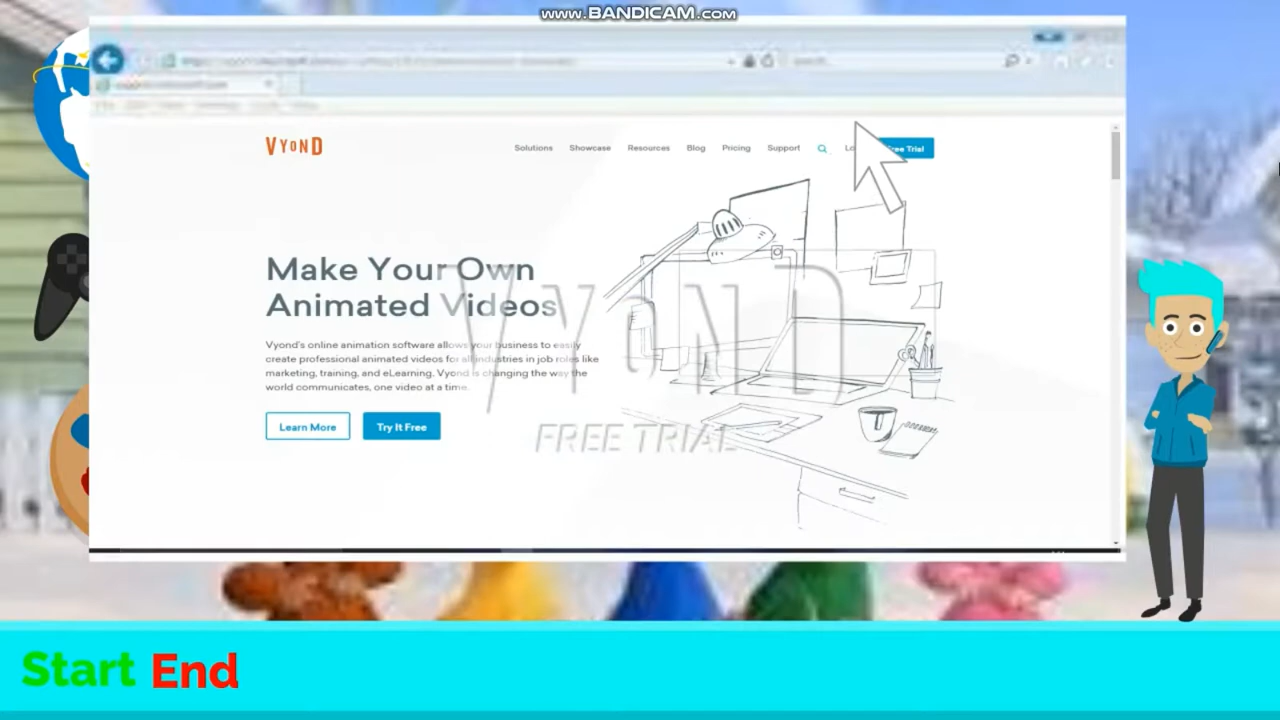 www.BANDICAM.com
VYOND
Solutions Showcase Resources Blog Pricing Support Lo Free Trial
Make Your Own
Animated Videos
Vyond's online animation software allows your business to easily
create professional animated videos for all industries in job roles like
marketing, training, and eLearning. Vyond is changing the way the
world communicates, one video at a time.
Learn More Try It Free
VYOND
FREE TRIAL
Start End